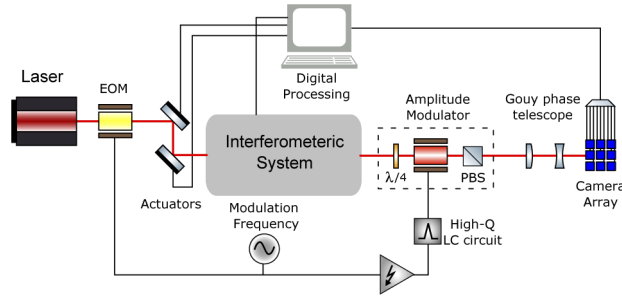 Laser
EOM
Actuators
Digital
Processing
Interferometeric
System
Modulation
Frequency
Amplitude
Modulator
λ/4
PBS
High-Q
LC circuit
Gouy phase
telescope
Camera
Array